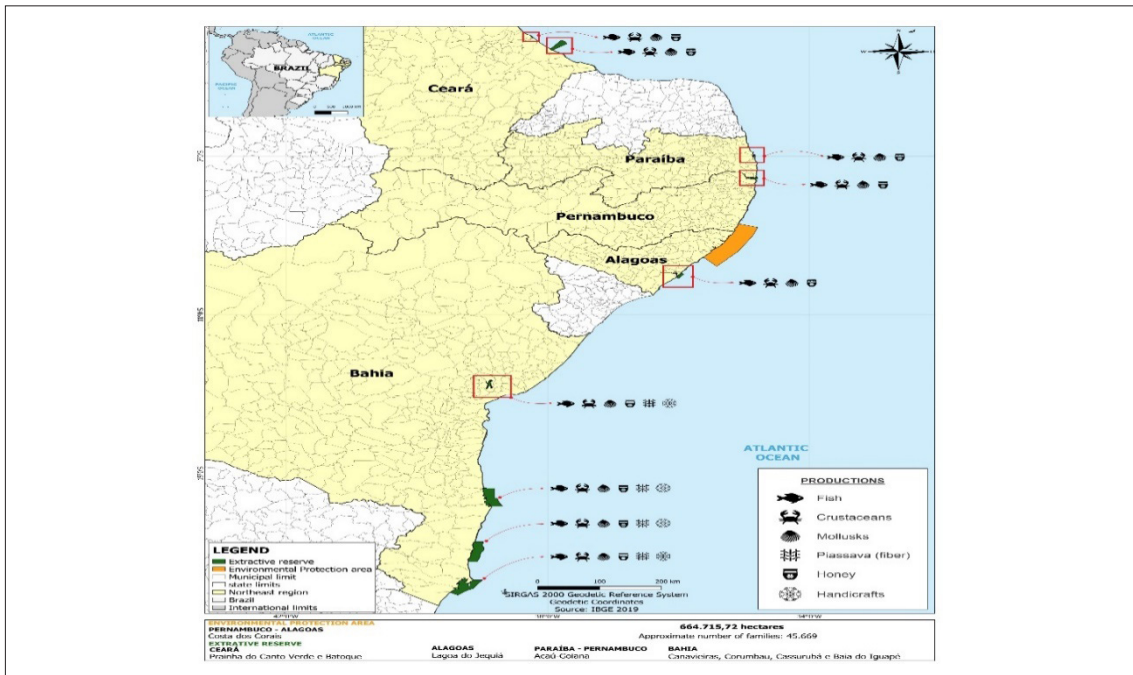 ATLANTIC
OCEAN
BRAZIL
Ceará
Paraíba
Pernambuco
Alagoas
Bahia
ATLANTIC
OCEAN
PRODUCTIONS
Fish
Crustaceans
Mollusks
Piassava (fiber)
Honey
Handicrafts
LEGEND
Extractive reserve
Environmental Protection area
Municipal limit
state limits
Northeast region
Brazil
International limits
0 100 200 km
SIRGAS 2000 Geodetic Reference System
Geodetic Coordinates
Source: IBGE 2019
ENVIRONMENTAL PROTECTION AREA
PERNAMBUCO - ALAGOAS
Costa dos Corais
EXTRATIVE RESERVE
CEARÁ
Prainha do Canto Verde e Batoque
ALAGOAS
Lagoa do Jequiá
PARAÍBA - PERNAMBUCO
Acaú-Goiana
BAHIA
Canavieiras, Corumbau, Cassurubá e Baia do Iguapé
664.715,72 hectares
Approximate number of families: 45.669